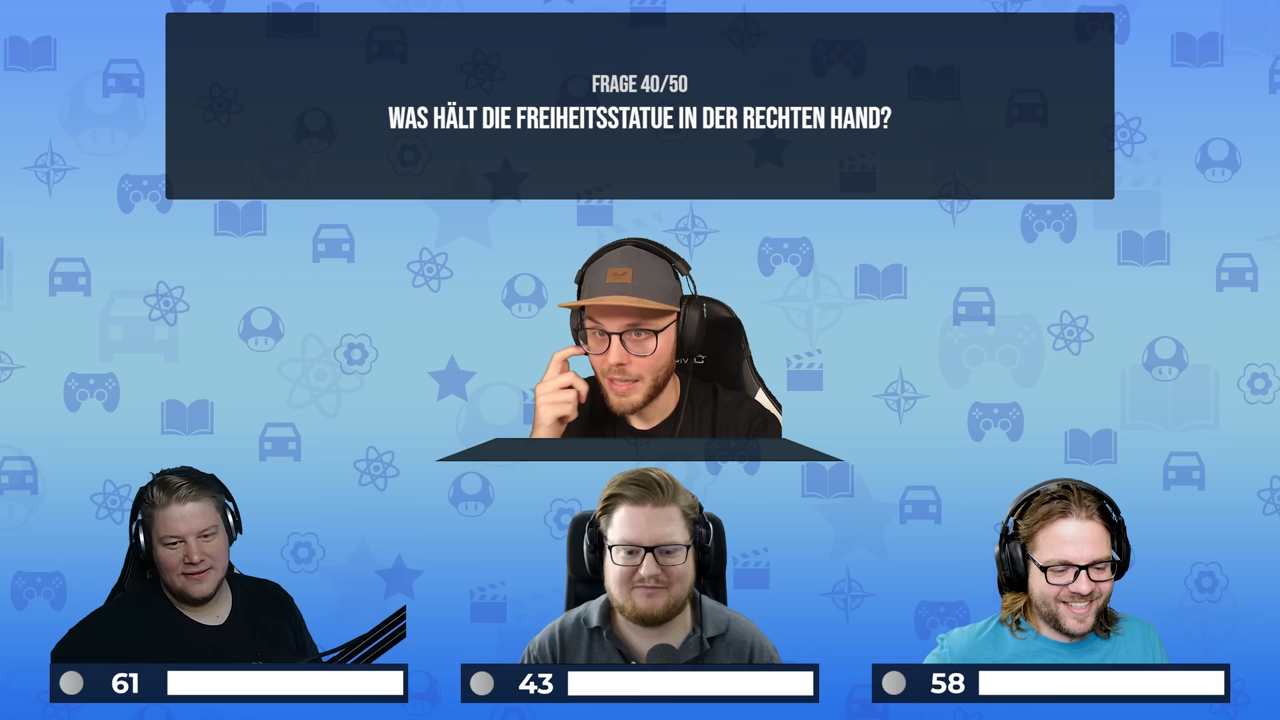 FRAGE 40/50
WAS HÄLT DIE FREIHEITSSTATUE IN DER RECHTEN HAND?
61
43
58